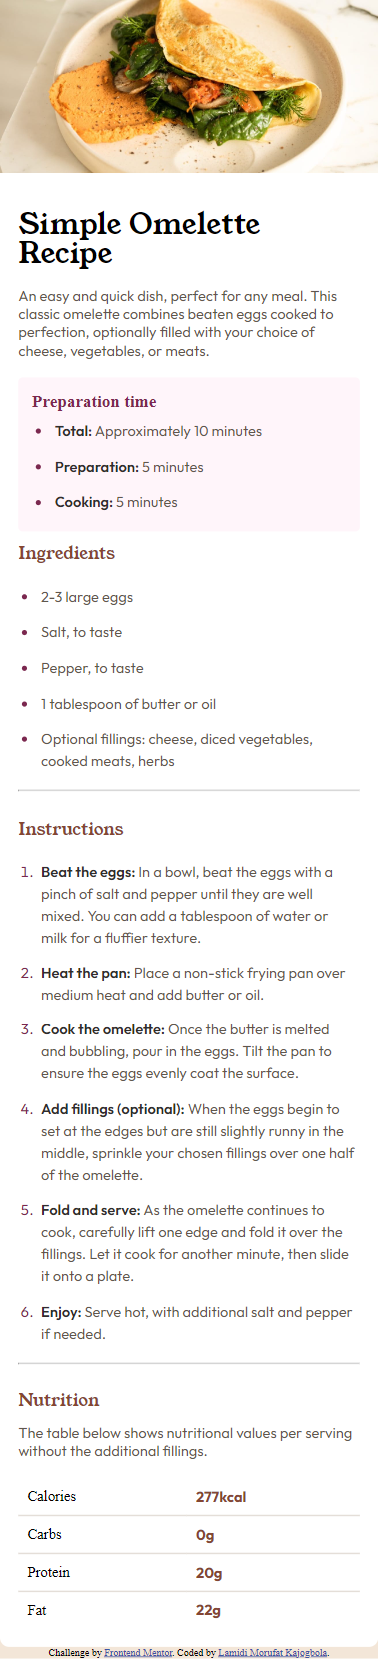 Simple Omelette
Recipe
An easy and quick dish, perfect for any meal. This
classic omelette combines beaten eggs cooked to
perfection, optionally filled with your choice of
cheese, vegetables, or meats.
Preparation time
• Total: Approximately 10 minutes
• Preparation: 5 minutes
• Cooking: 5 minutes
Ingredients
• 2-3 large eggs
• Salt, to taste
• Pepper, to taste
• 1 tablespoon of butter or oil
• Optional fillings: cheese, diced vegetables,
cooked meats, herbs
Instructions
1. Beat the eggs: In a bowl, beat the eggs with a
pinch of salt and pepper until they are well
mixed. You can add a tablespoon of water or
milk for a fluffier texture.
2. Heat the pan: Place a non-stick frying pan over
medium heat and add butter or oil.
3. Cook the omelette: Once the butter is melted
and bubbling, pour in the eggs. Tilt the pan to
ensure the eggs evenly coat the surface.
4. Add fillings (optional): When the eggs begin to
set at the edges but are still slightly runny in the
middle, sprinkle your chosen fillings over one half
of the omelette.
5. Fold and serve: As the omelette continues to
cook, carefully lift one edge and fold it over the
fillings. Let it cook for another minute, then slide
it onto a plate.
6. Enjoy: Serve hot, with additional salt and pepper
if needed.
Nutrition
The table below shows nutritional values per serving
without the additional fillings.
Calories 277kcal
Carbs 0g
Protein 20g
Fat 22g
Challenge by Frontend Mentor. Coded by Lamidi Morufat Kajogbola.